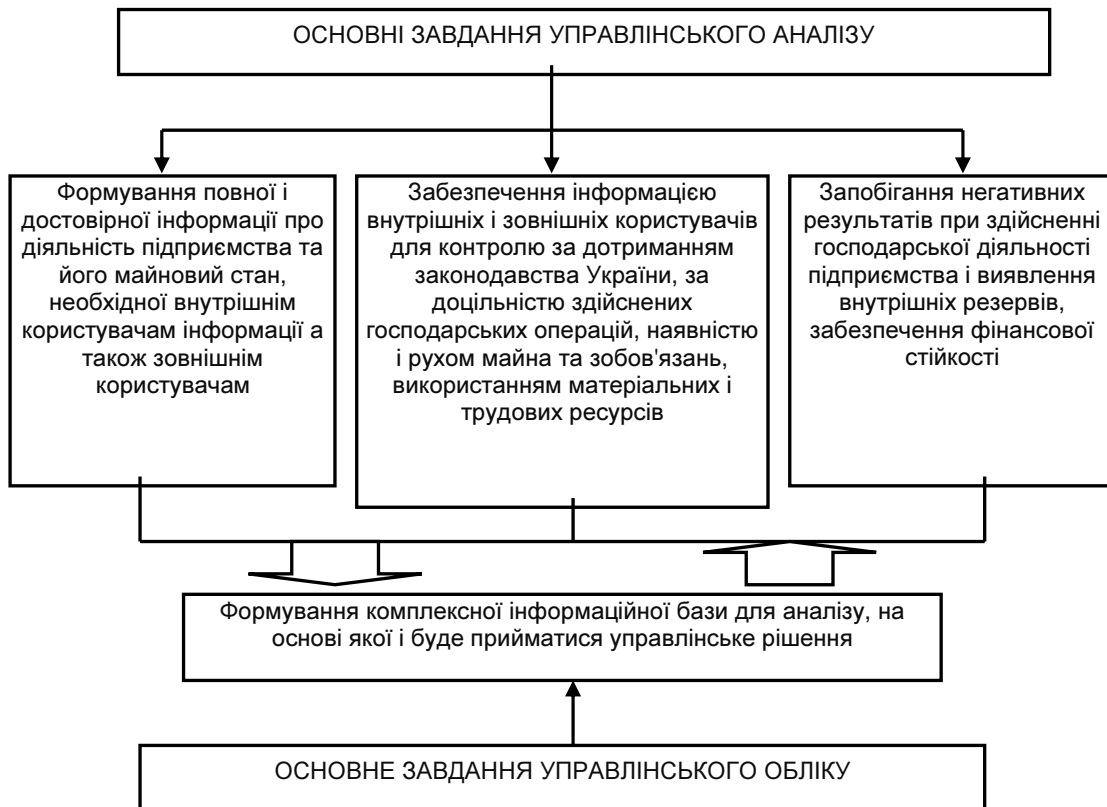 ОСНОВНІ ЗАВДАННЯ УПРАВЛІНСЬКОГО АНАЛІЗУ
Формування повної і
достовірної інформації про
діяльність підприємства та
його майновий стан,
необхідної внутрішнім
користувачам інформації а
також зовнішнім
користувачам
Забезпечення інформацією
внутрішніх і зовнішніх користувачів
для контролю за дотриманням
законодавства України, за
доцільністю здійснених
господарських операцій, наявністю
і рухом майна та зобов'язань,
використанням матеріальних і
трудових ресурсів
Запобігання негативних
результатів при здійсненні
господарської діяльності
підприємства і виявлення
внутрішніх резервів,
забезпечення фінансової
стійкості
Формування комплексної інформаційної бази для аналізу, на
основі якої і буде прийматися управлінське рішення
ОСНОВНЕ ЗАВДАННЯ УПРАВЛІНСЬКОГО ОБЛІКУ